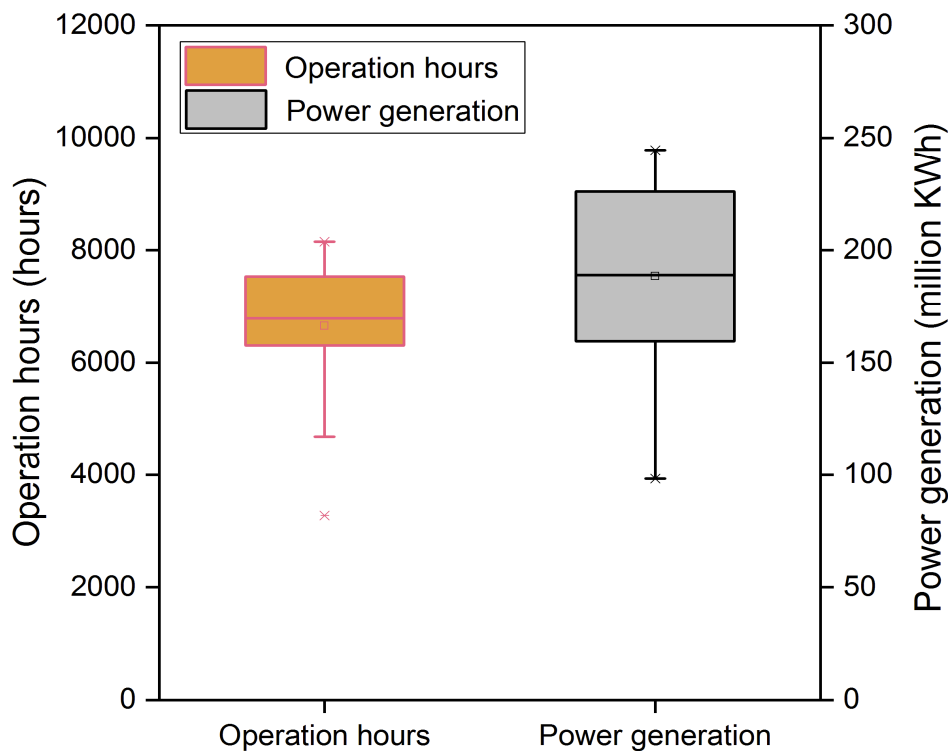 Operation hours (hours)
12000
10000
8000
6000
4000
2000
0
Operation hours
Power generation
300
250
200
150
100
50
0
Power generation (million KWh)
Operation hours
Power generation